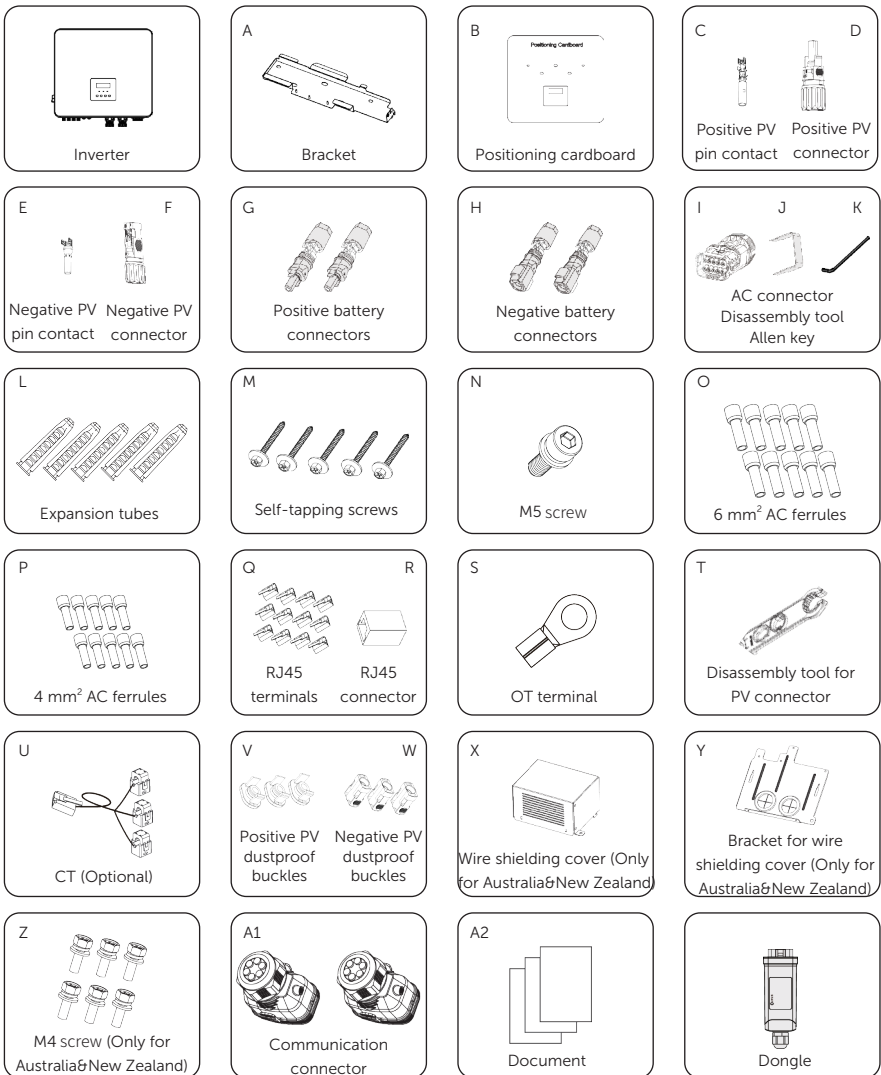 Inverter
A
Bracket
B
Positioning Cardboard
Positioning cardboard
C
D
Positive PV
pin contact
Positive PV
connector
E
F
Negative PV
pin contact
Negative PV
connector
G
Positive battery
connectors
H
Negative battery
connectors
I
J
K
AC connector
Disassembly tool
Allen key
L
Expansion tubes
M
Self-tapping screws
N
M5 screw
O
6 mm² AC ferrules
P
4 mm² AC ferrules
Q
R
RJ45
terminals
RJ45
connector
S
OT terminal
T
Disassembly tool for
PV connector
U
CT (Optional)
V
W
Positive PV
dustproof
buckles
Negative PV
dustproof
buckles
X
Wire shielding cover (Only
for Australia&New Zealand)
Y
Bracket for wire
shielding cover (Only for
Australia&New Zealand)
Z
M4 screw (Only for
Australia&New Zealand)
A1
Communication
connector
A2
Document
Dongle